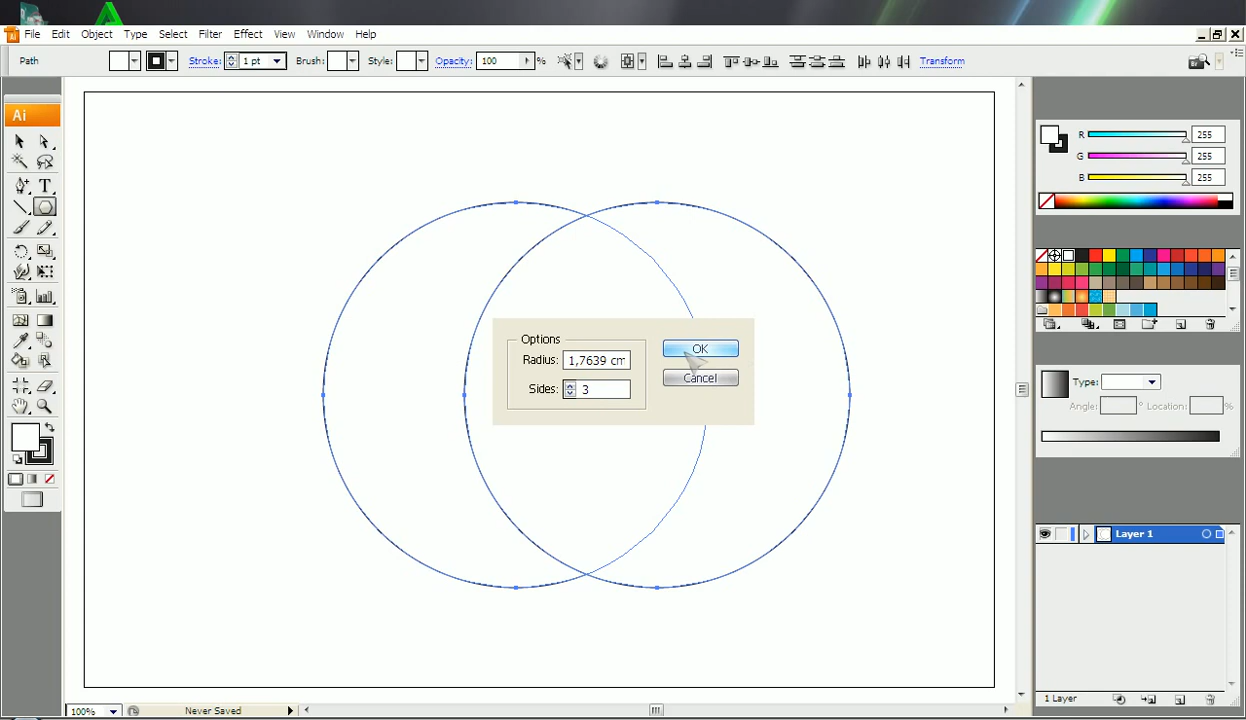 File Edit Object Type Select Filter Effect View Window Help
Path Stroke: 1 pt Brush: Style: Opacity: 100 % Transform
Ai
R 255
G 255
B 255
Options
Radius: 1,7639 cm
Sides: 3
OK
Cancel
Type:
Angle: ° Location: %
Layer 1
1 Layer
100% Never Saved